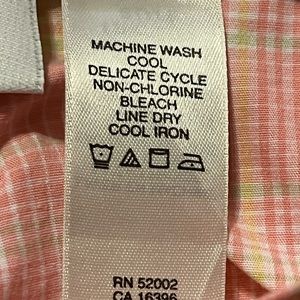 MACHINE WASH
COOL
DELICATE CYCLE
NON-CHLORINE
BLEACH
LINE DRY
COOL IRON
RN 52002
CA 16396